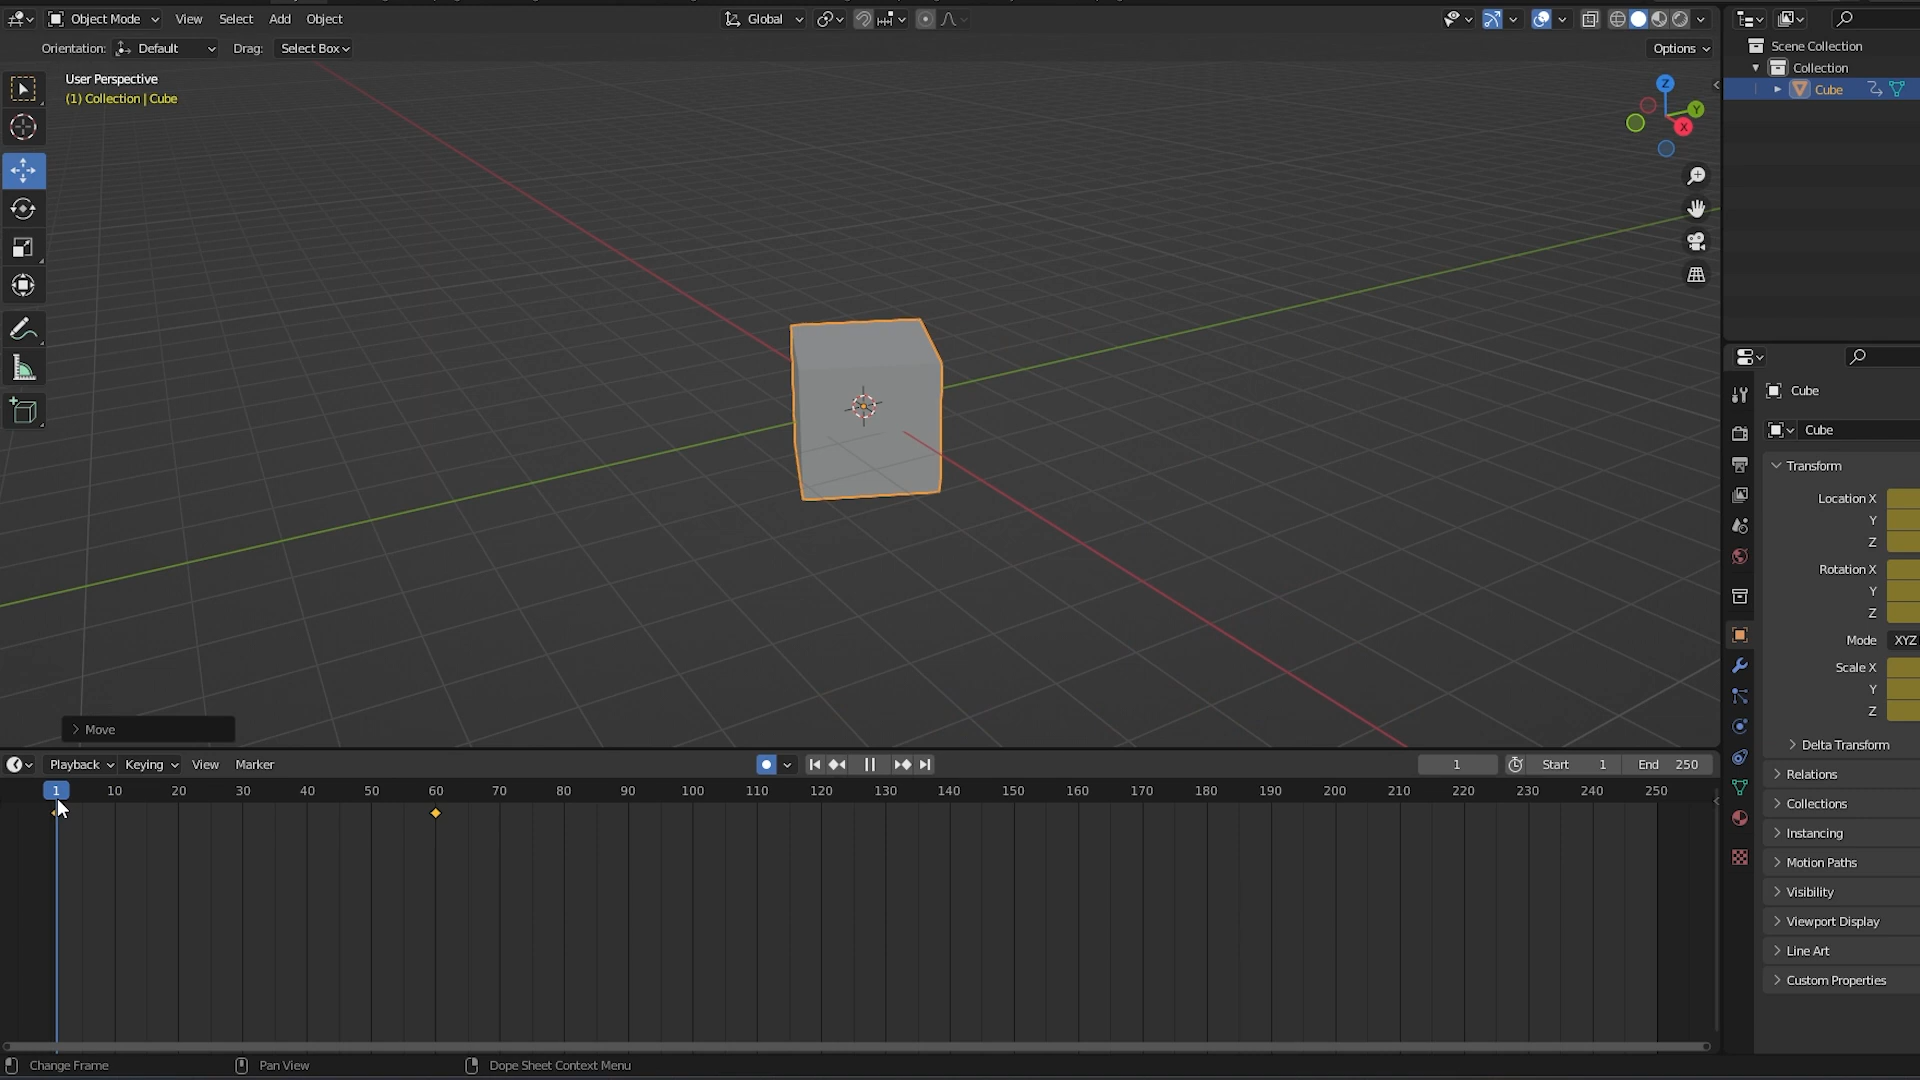 Object Mode View Select Add Object Global
Orientation: Default Drag: Select Box Options
User Perspective
(1) Collection | Cube
Z
Y
X
Scene Collection
Collection
Cube
Cube
Cube
Transform
Location X
Y
Z
Rotation X
Y
Z
Mode XYZ
Scale X
Y
Z
Delta Transform
Relations
Collections
Instancing
Motion Paths
Visibility
Viewport Display
Line Art
Custom Properties
Move
Playback Keying View Marker 1 Start 1 End 250
1 10 20 30 40 50 60 70 80 90 100 110 120 130 140 150 160 170 180 190 200 210 220 230 240 250
Change Frame Pan View Dope Sheet Context Menu